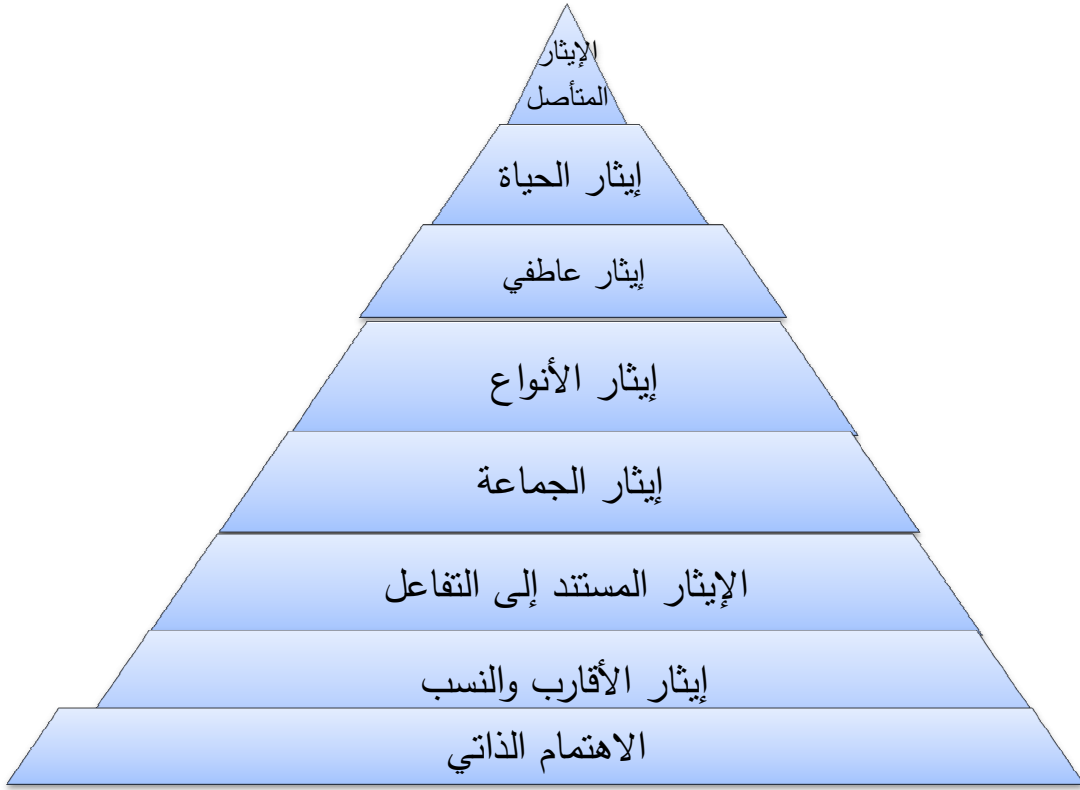 الإيثار
المتأصل
إيثار الحياة
إيثار عاطفي
إيثار الأنواع
إيثار الجماعة
الإيثار المستند إلى التفاعل
إيثار الأقارب والنسب
الاهتمام الذاتي